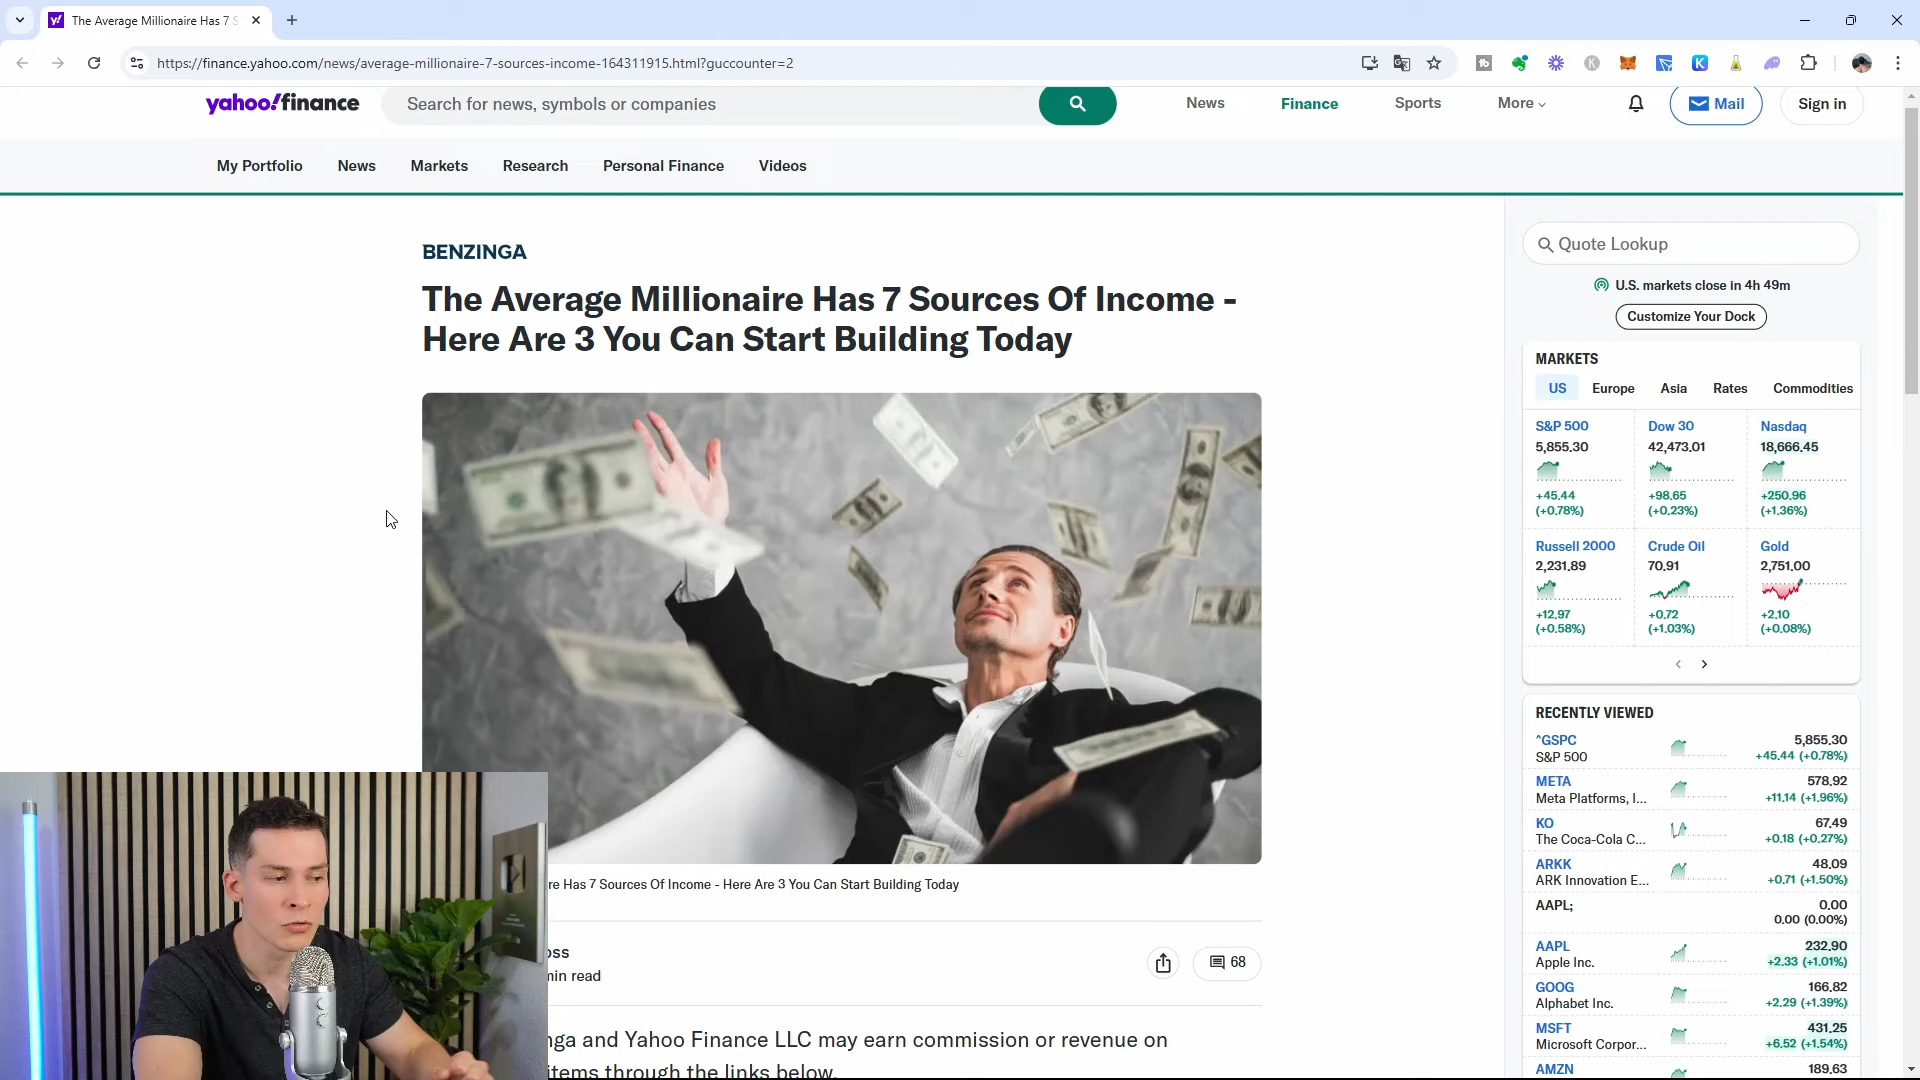 The Average Millionaire Has 7 S
https://finance.yahoo.com/news/average-millionaire-7-sources-income-164311915.html?guccounter=2
yahoo!finance
Search for news, symbols or companies
News
Finance
Sports
More
Mail
Sign in
My Portfolio
News
Markets
Research
Personal Finance
Videos
BENZINGA
The Average Millionaire Has 7 Sources Of Income -
Here Are 3 You Can Start Building Today
re Has 7 Sources Of Income - Here Are 3 You Can Start Building Today
oss
min read
68
nga and Yahoo Finance LLC may earn commission or revenue on
items through the links below.
Quote Lookup
U.S. markets close in 4h 49m
Customize Your Dock
MARKETS
US Europe Asia Rates Commodities
S&P 500 Dow 30 Nasdaq
5,855.30 42,473.01 18,666.45
+45.44 +98.65 +250.96
(+0.78%) (+0.23%) (+1.36%)
Russell 2000 Crude Oil Gold
2,231.89 70.91 2,751.00
+12.97 +0.72 +2.10
(+0.58%) (+1.03%) (+0.08%)
RECENTLY VIEWED
^GSPC 5,855.30
S&P 500 +45.44 (+0.78%)
META 578.92
Meta Platforms, I... +11.14 (+1.96%)
KO 67.49
The Coca-Cola C... +0.18 (+0.27%)
ARKK 48.09
ARK Innovation E... +0.71 (+1.50%)
AAPL; 0.00
0.00 (0.00%)
AAPL 232.90
Apple Inc. +2.33 (+1.01%)
GOOG 166.82
Alphabet Inc. +2.29 (+1.39%)
MSFT 431.25
Microsoft Corpor... +6.52 (+1.54%)
AMZN 189.63